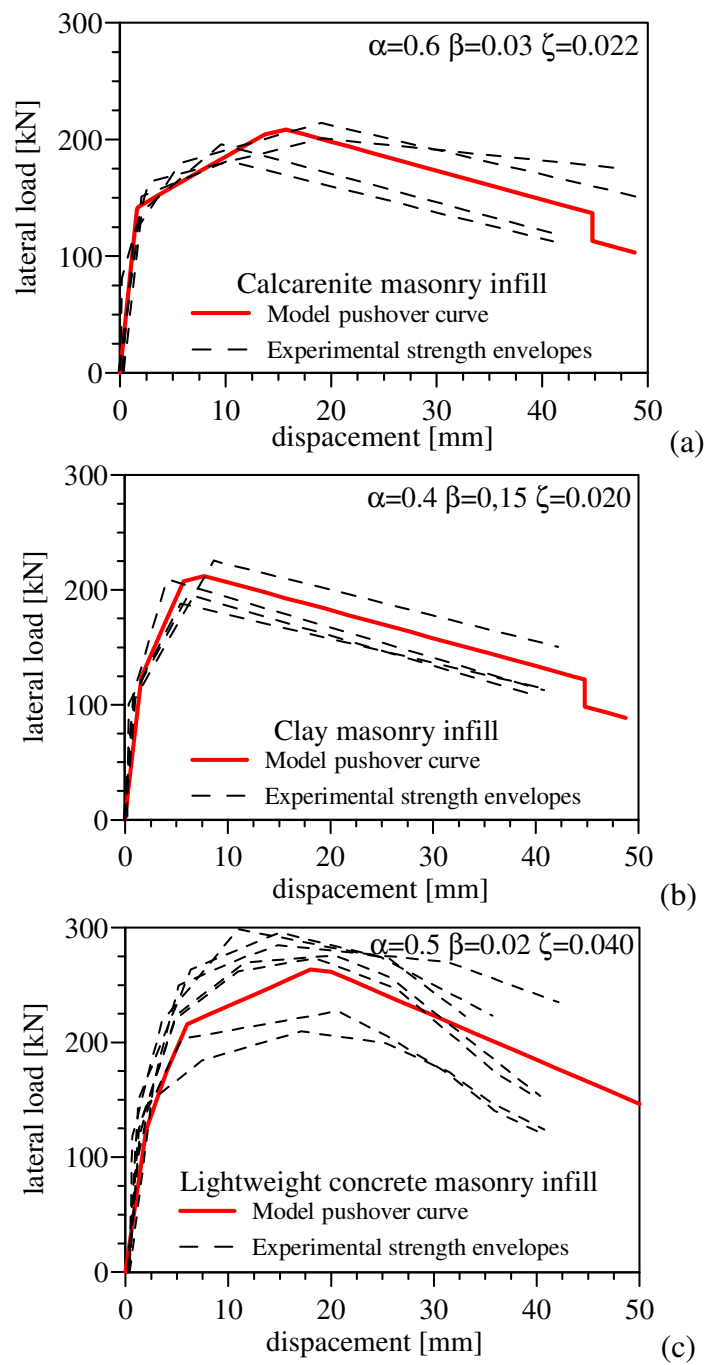 300
α=0.6 β=0.03 ζ=0.022
200
lateral load [kN]
100
Calcarenite masonry infill
Model pushover curve
Experimental strength envelopes
0
0 10 20 30 40 50
dispacement [mm]
(a)
300
α=0.4 β=0,15 ζ=0.020
200
lateral load [kN]
100
Clay masonry infill
Model pushover curve
Experimental strength envelopes
0
0 10 20 30 40 50
dispacement [mm]
(b)
300
α=0.5 β=0.02 ζ=0.040
200
lateral load [kN]
100
Lightweight concrete masonry infill
Model pushover curve
Experimental strength envelopes
0
0 10 20 30 40 50
dispacement [mm]
(c)